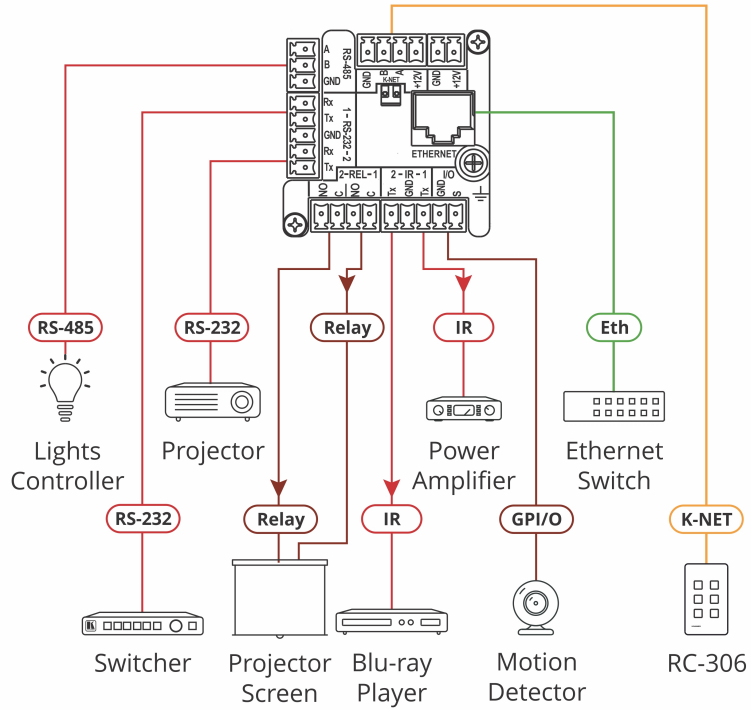 A
B
GND
RS-485
GND
B
A
K-NET
+12V
GND
+12V
Rx
Tx
GND
Rx
Tx
1- RS-232-2
ETHERNET
2-REL-1
2-IR-1
I/O
NO
C
NO
C
Tx
GND
Tx
GND
S
RS-485
RS-232
Relay
IR
Eth
Lights
Controller
Projector
Power
Amplifier
Ethernet
Switch
RS-232
Relay
IR
GPI/O
K-NET
Switcher
Projector
Screen
Blu-ray
Player
Motion
Detector
RC-306